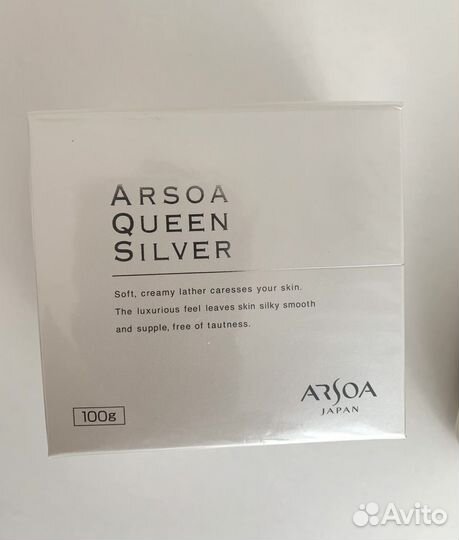 ARSOA
QUEEN
SILVER
Soft, creamy lather caresses your skin.
The luxurious feel leaves skin silky smooth
and supple, free of tautness.
100g
ARSOA
JAPAN
Avito